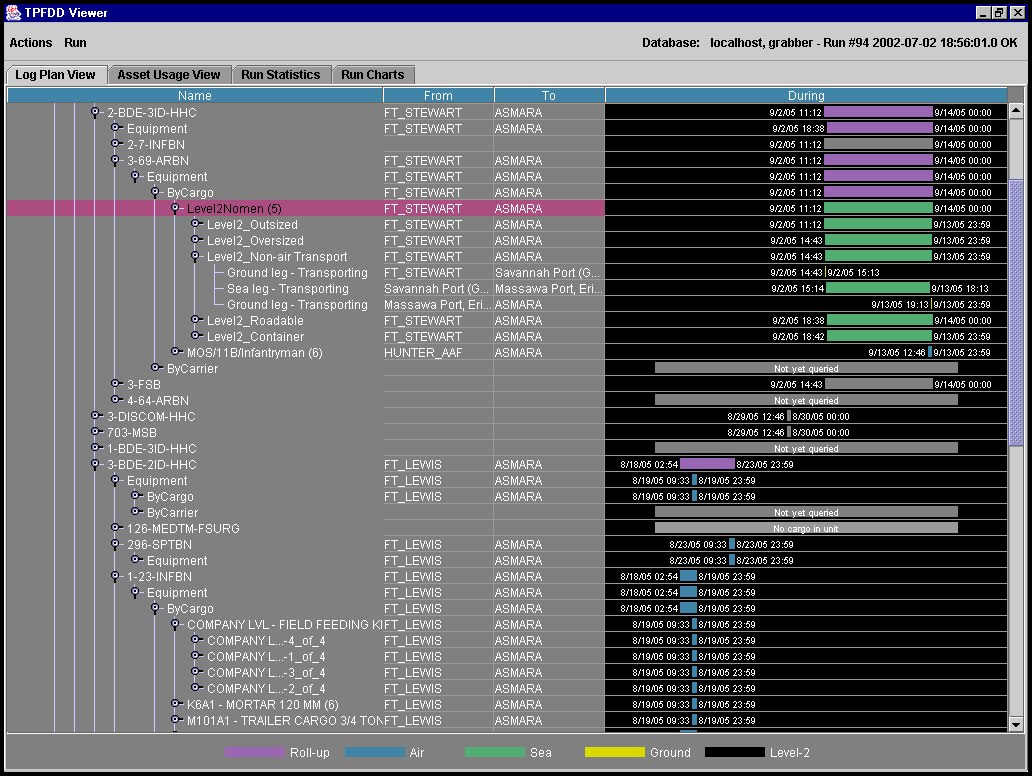 TPFDD Viewer
Actions Run Database: localhost, grabber - Run #94 2002-07-02 18:56:01.0 OK
Log Plan View Asset Usage View Run Statistics Run Charts
Name From To During
2-BDE-3ID-HHC FT_STEWART ASMARA 9/2/05 11:12 9/14/05 00:00
Equipment FT_STEWART ASMARA 9/2/05 18:38 9/14/05 00:00
2-7-INFBN FT_STEWART ASMARA 9/2/05 11:12 9/14/05 00:00
3-69-ARBN FT_STEWART ASMARA 9/2/05 11:12 9/14/05 00:00
Equipment FT_STEWART ASMARA 9/2/05 11:12 9/14/05 00:00
ByCargo FT_STEWART ASMARA 9/2/05 11:12 9/14/05 00:00
Level2Nomen (5) FT_STEWART ASMARA 9/2/05 11:12 9/14/05 00:00
Level2_Outsized FT_STEWART ASMARA 9/2/05 11:12 9/13/05 23:59
Level2_Oversized FT_STEWART ASMARA 9/2/05 14:43 9/13/05 23:59
Level2_Non-air Transport FT_STEWART ASMARA 9/2/05 14:43 9/13/05 23:59
Ground leg - Transporting FT_STEWART Savannah Port (G... 9/2/05 14:43 9/2/05 15:13
Sea leg - Transporting Savannah Port (G... Massawa Port, Eri... 9/2/05 15:14 9/13/05 18:13
Ground leg - Transporting Massawa Port, Eri... ASMARA 9/13/05 19:13 9/13/05 23:59
Level2_Roadable FT_STEWART ASMARA 9/2/05 18:38 9/14/05 00:00
Level2_Container FT_STEWART ASMARA 9/2/05 18:42 9/13/05 23:59
MOS/11B/Infantryman (6) HUNTER_AAF ASMARA 9/13/05 12:46 9/13/05 23:59
ByCarrier Not yet queried
3-FSB 9/2/05 14:43 9/14/05 00:00
4-64-ARBN Not yet queried
3-DISCOM-HHC 8/29/05 12:46 8/30/05 00:00
703-MSB 8/29/05 12:46 8/30/05 00:00
1-BDE-3ID-HHC Not yet queried
3-BDE-2ID-HHC FT_LEWIS ASMARA 8/18/05 02:54 8/23/05 23:59
Equipment FT_LEWIS ASMARA 8/19/05 09:33 8/19/05 23:59
ByCargo FT_LEWIS ASMARA 8/19/05 09:33 8/19/05 23:59
ByCarrier Not yet queried
126-MEDTM-FSURG No cargo in unit
296-SPTBN FT_LEWIS ASMARA 8/23/05 09:33 8/23/05 23:59
Equipment FT_LEWIS ASMARA 8/23/05 09:33 8/23/05 23:59
1-23-INFBN FT_LEWIS ASMARA 8/18/05 02:54 8/19/05 23:59
Equipment FT_LEWIS ASMARA 8/18/05 02:54 8/19/05 23:59
ByCargo FT_LEWIS ASMARA 8/18/05 02:54 8/19/05 23:59
COMPANY LVL - FIELD FEEDING KI FT_LEWIS ASMARA 8/19/05 09:33 8/19/05 23:59
COMPANY L...-4_of_4 FT_LEWIS ASMARA 8/19/05 09:33 8/19/05 23:59
COMPANY L...-1_of_4 FT_LEWIS ASMARA 8/19/05 09:33 8/19/05 23:59
COMPANY L...-3_of_4 FT_LEWIS ASMARA 8/19/05 09:33 8/19/05 23:59
COMPANY L...-2_of_4 FT_LEWIS ASMARA 8/19/05 09:33 8/19/05 23:59
K6A1 - MORTAR 120 MM (6) FT_LEWIS ASMARA 8/19/05 09:33 8/19/05 23:59
M101A1 - TRAILER CARGO 3/4 TON FT_LEWIS ASMARA 8/19/05 09:33 8/19/05 23:59
Roll-up Air Sea Ground Level-2